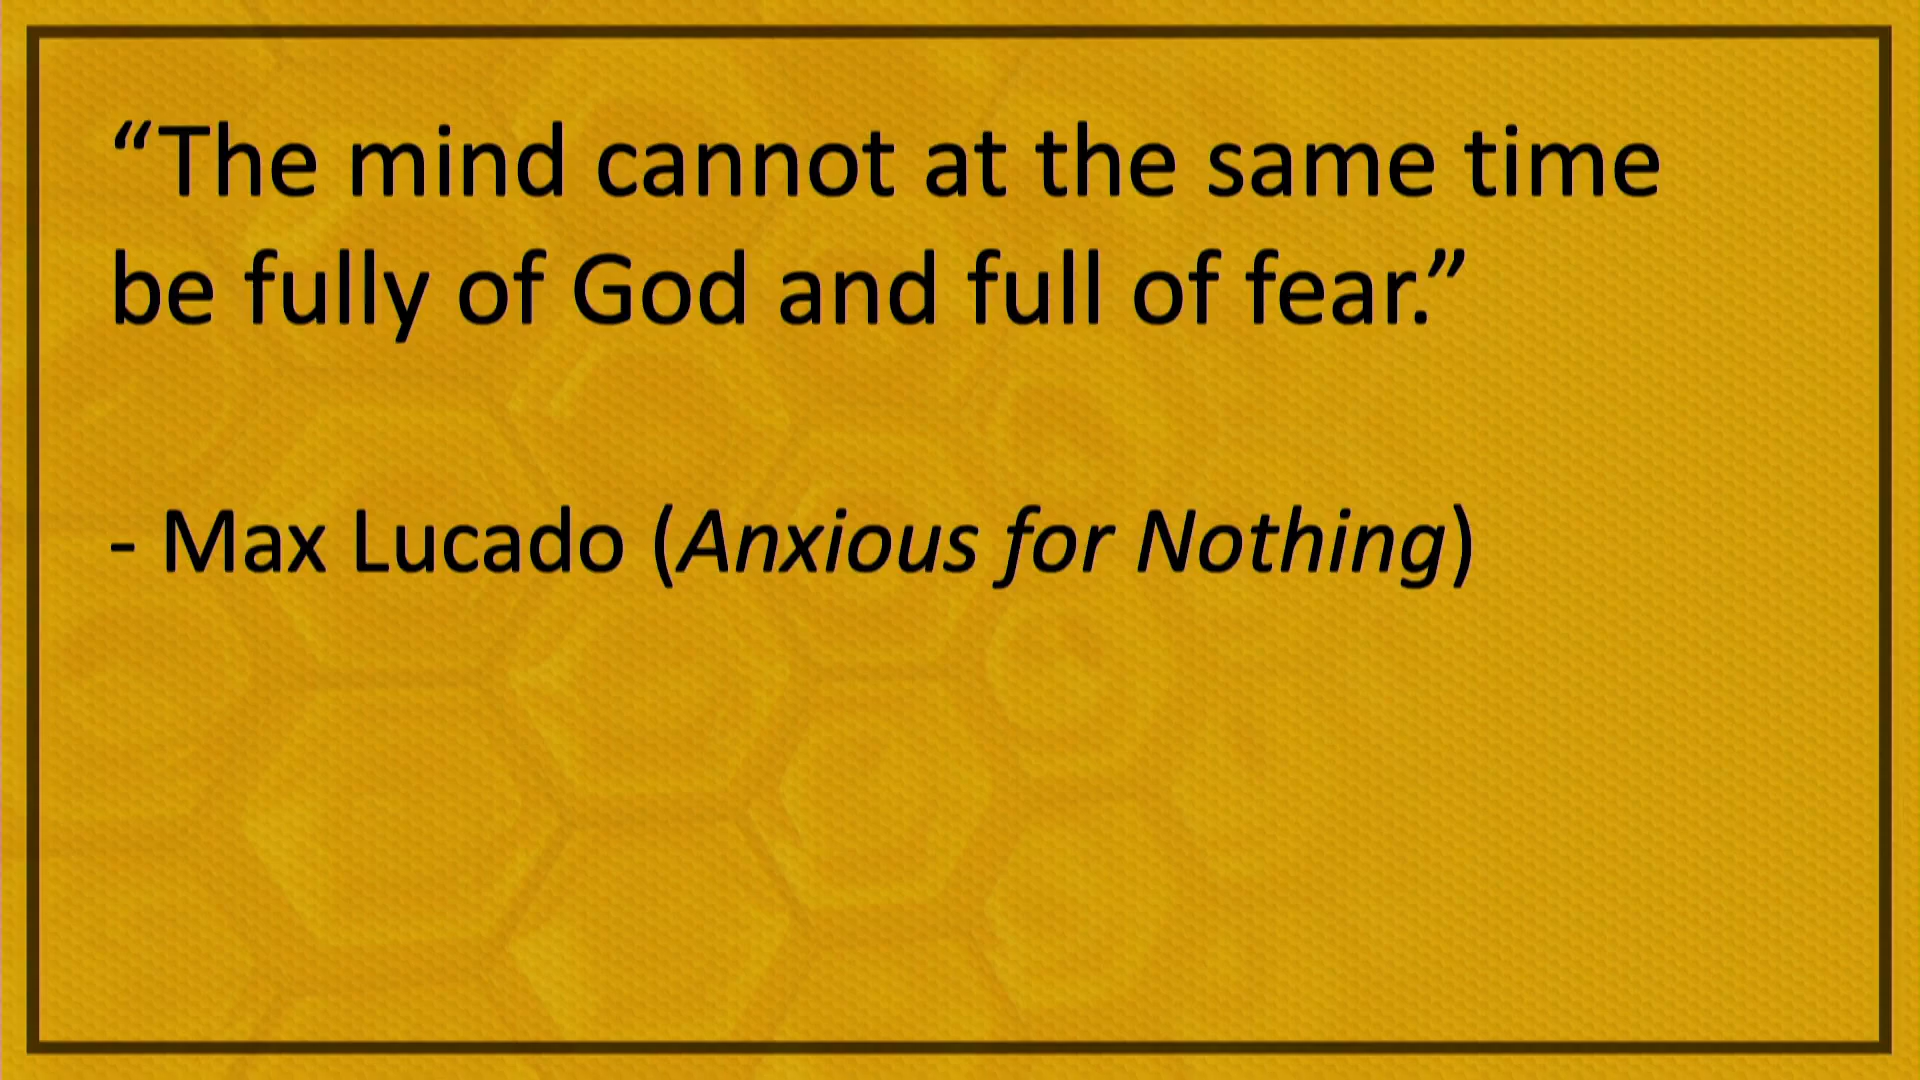 “The mind cannot at the same time
be fully of God and full of fear.”
- Max Lucado (Anxious for Nothing)